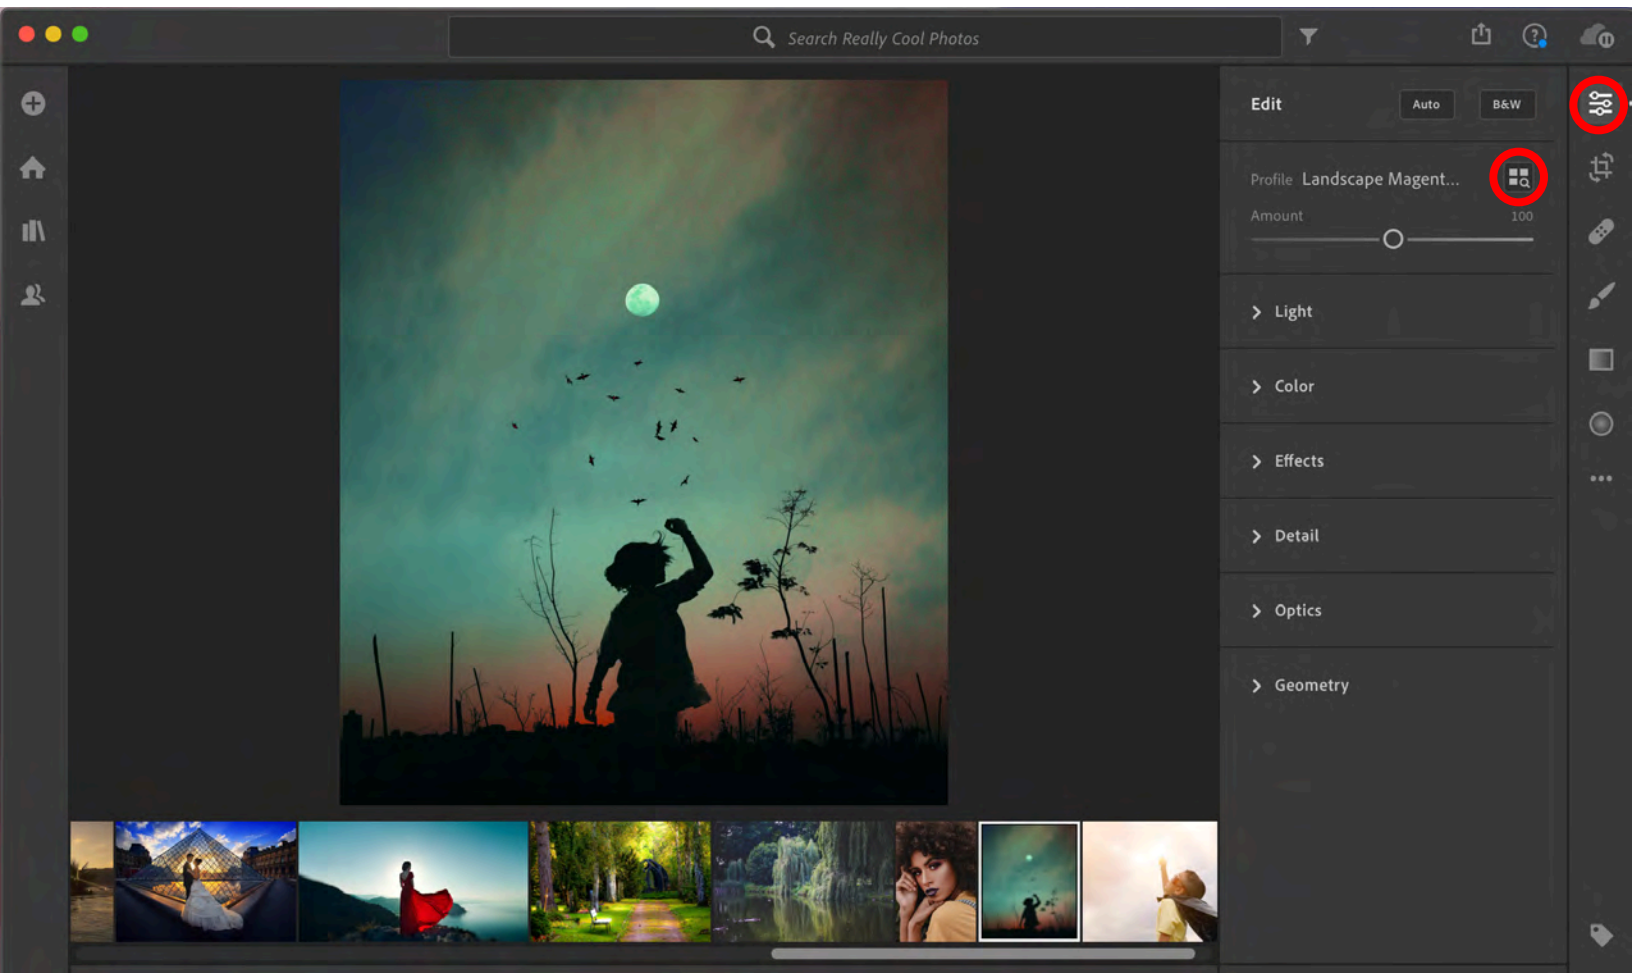 Search Really Cool Photos
Edit
Auto
B&W
Profile Landscape Magent...
Amount 100
Light
Color
Effects
Detail
Optics
Geometry